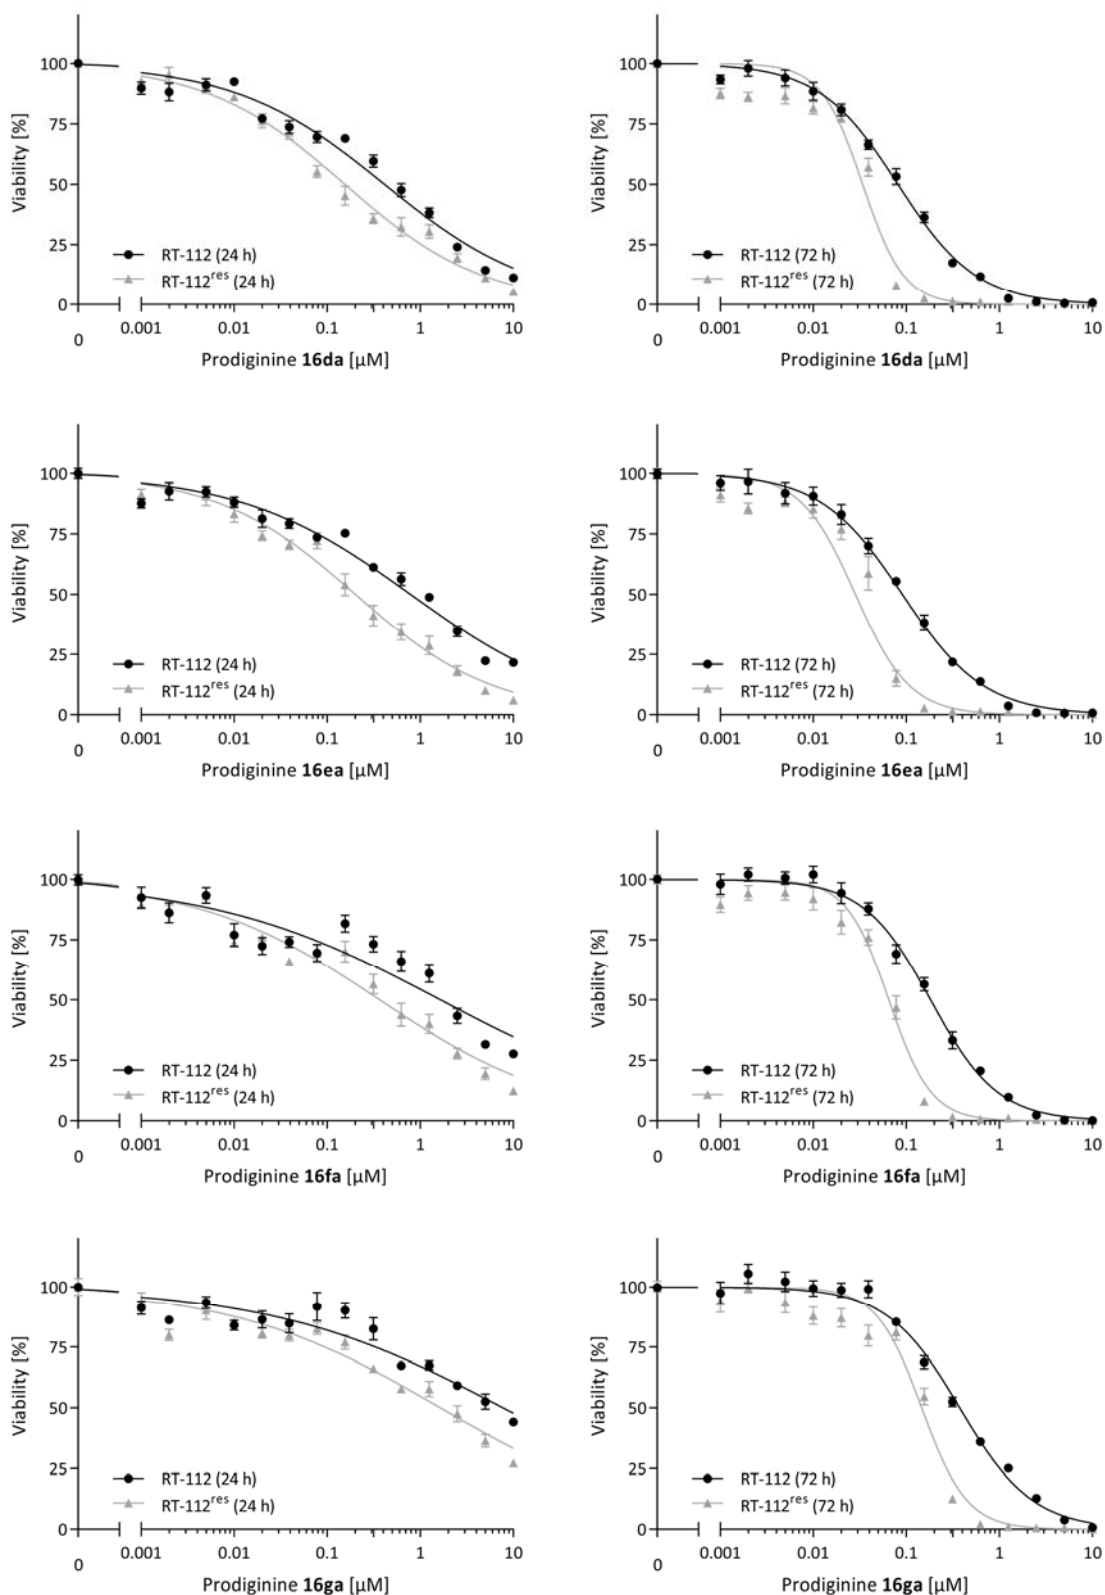 Viability [%]
100
75
50
25
0
RT-112 (24 h)
RT-112res (24 h)
0
0.001
0.01
0.1
1
10
Prodiginine 16da [µM]
Viability [%]
100
75
50
25
0
RT-112 (72 h)
RT-112res (72 h)
0
0.001
0.01
0.1
1
10
Prodiginine 16da [µM]
Viability [%]
100
75
50
25
0
RT-112 (24 h)
RT-112res (24 h)
0
0.001
0.01
0.1
1
10
Prodiginine 16ea [µM]
Viability [%]
100
75
50
25
0
RT-112 (72 h)
RT-112res (72 h)
0
0.001
0.01
0.1
1
10
Prodiginine 16ea [µM]
Viability [%]
100
75
50
25
0
RT-112 (24 h)
RT-112res (24 h)
0
0.001
0.01
0.1
1
10
Prodiginine 16fa [µM]
Viability [%]
100
75
50
25
0
RT-112 (72 h)
RT-112res (72 h)
0
0.001
0.01
0.1
1
10
Prodiginine 16fa [µM]
Viability [%]
100
75
50
25
0
RT-112 (24 h)
RT-112res (24 h)
0
0.001
0.01
0.1
1
10
Prodiginine 16ga [µM]
Viability [%]
100
75
50
25
0
RT-112 (72 h)
RT-112res (72 h)
0
0.001
0.01
0.1
1
10
Prodiginine 16ga [µM]